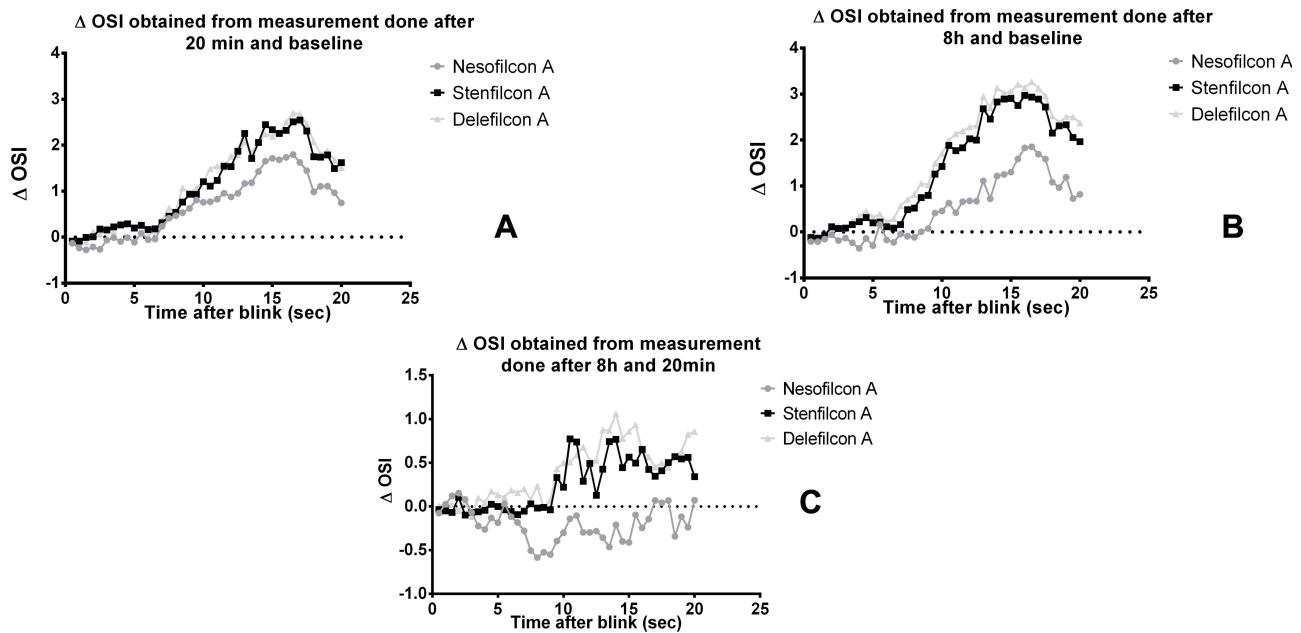 Δ OSI obtained from measurement done after
20 min and baseline
4
3
2
1
0
-1
Δ OSI
0 5 10 15 20 25
Time after blink (sec)
Nesofilcon A
Stenfilcon A
Delefilcon A
A
Δ OSI obtained from measurement done after
8h and baseline
4
3
2
1
0
-1
Δ OSI
0 5 10 15 20 25
Time after blink (sec)
Nesofilcon A
Stenfilcon A
Delefilcon A
B
Δ OSI obtained from measurement
done after 8h and 20min
1.5
1.0
0.5
0.0
-0.5
-1.0
Δ OSI
0 5 10 15 20 25
Time after blink (sec)
Nesofilcon A
Stenfilcon A
Delefilcon A
C